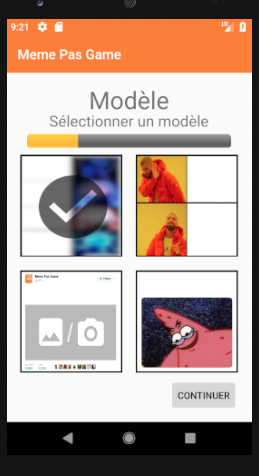 9:21
Meme Pas Game
Modèle
Sélectionner un modèle
Meme Pas Game
CONTINUER